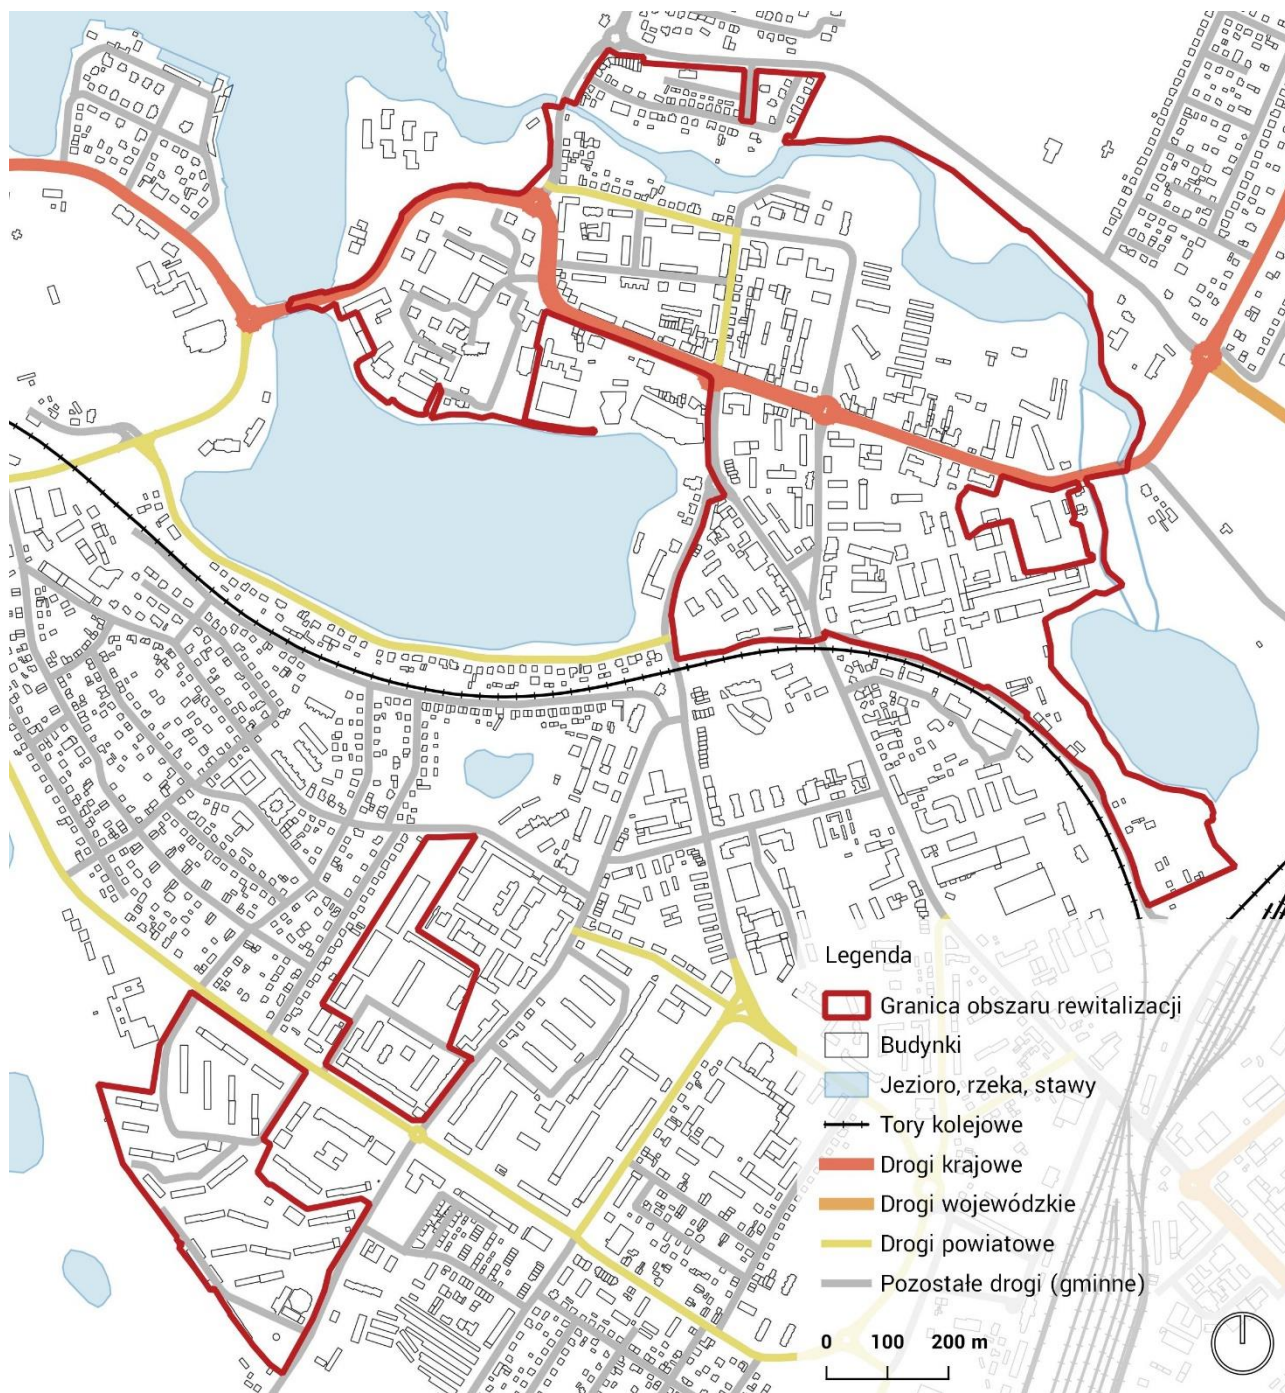 Legenda
Granica obszaru rewitalizacji
Budynki
Jezioro, rzeka, stawy
Tory kolejowe
Drogi krajowe
Drogi wojewódzkie
Drogi powiatowe
Pozostałe drogi (gminne)
0 100 200 m